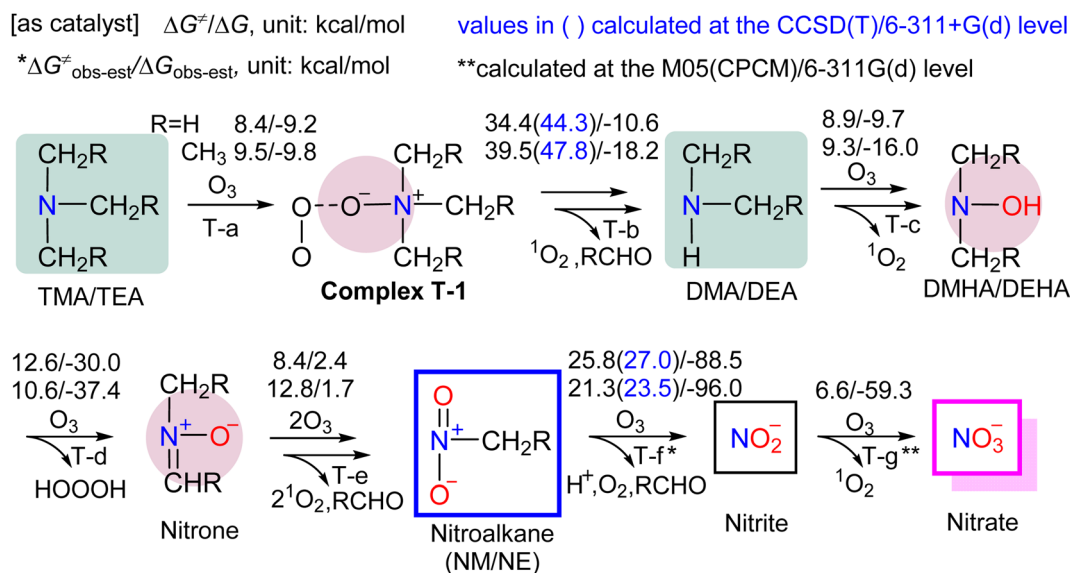 [as catalyst] ΔG≠/ΔG, unit: kcal/mol values in ( ) calculated at the CCSD(T)/6-311+G(d) level
*ΔG≠obs-est/ΔGobs-est, unit: kcal/mol **calculated at the M05(CPCM)/6-311G(d) level
R=H 8.4/-9.2 34.4(44.3)/-10.6 8.9/-9.7
CH3 9.5/-9.8 39.5(47.8)/-18.2 9.3/-16.0
CH2R CH2R CH2R CH2R
O3 O3
N CH2R O O− N+ CH2R N CH2R N OH
T-a O T-b T-c
CH2R CH2R 1O2,RCHO H 1O2 CH2R
TMA/TEA Complex T-1 DMA/DEA DMHA/DEHA
12.6/-30.0 8.4/2.4 25.8(27.0)/-88.5 6.6/-59.3
10.6/-37.4 12.8/1.7 21.3(23.5)/-96.0
CH2R O
O3 2O3 O3 O3
N+ O− N+ CH2R NO2− NO3−
T-d T-e T-f* T-g**
HOOOH CHR 21O2,RCHO O− H+,O2,RCHO 1O2
Nitrone Nitroalkane Nitrite Nitrate
(NM/NE)